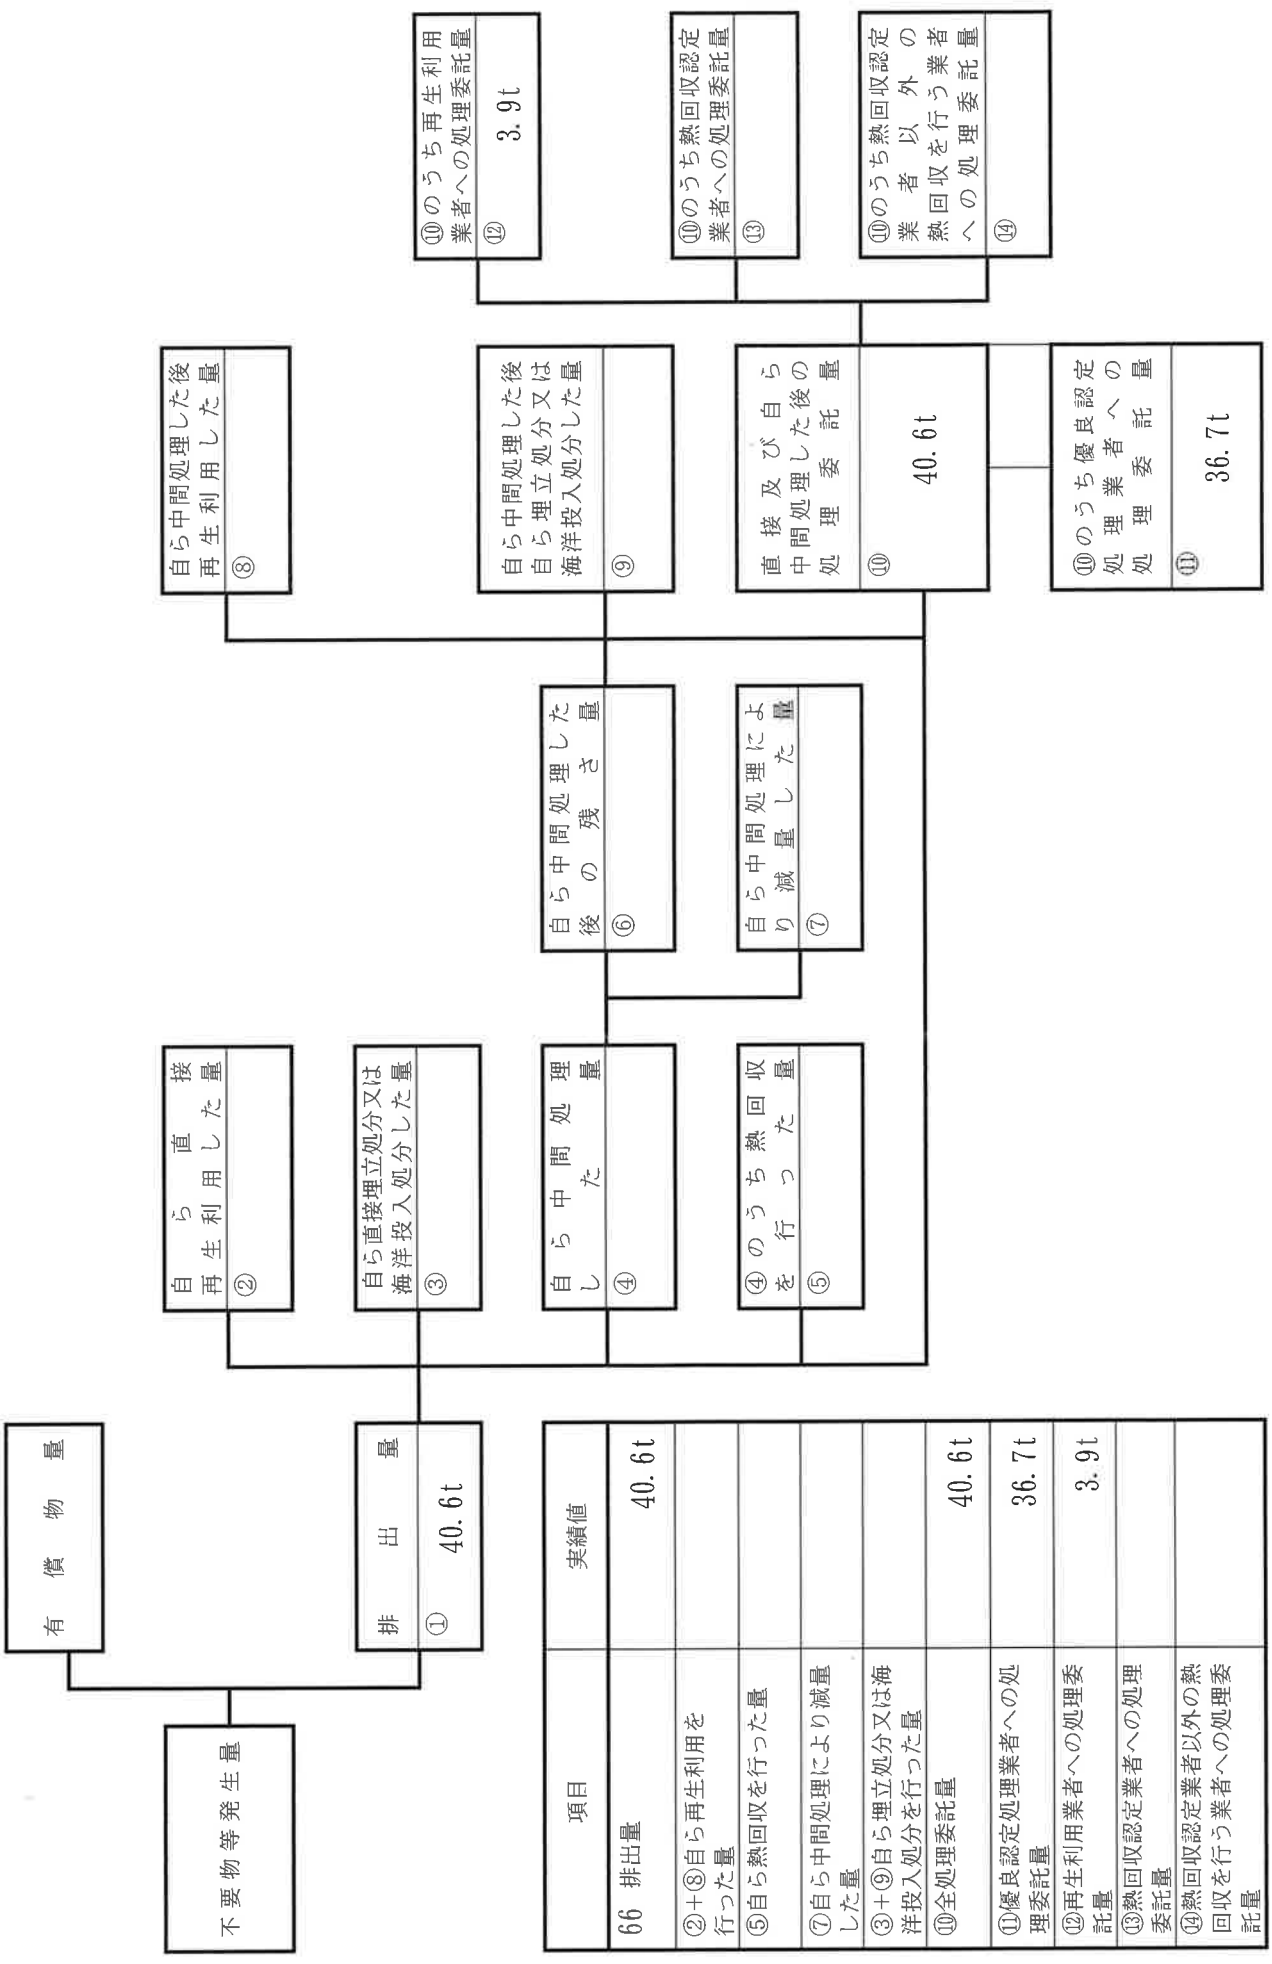 不要物等発生量
有償物量
排出量
① 40.6t
自ら直接
再生利用した量
②
自ら直接埋立処分又は
海洋投入処分した量
③
自ら中間処理
した量
④
④のうち熱回収
を行った量
⑤
自ら中間処理した
後の残さ量
⑥
自ら中間処理によ
り減量した量
⑦
自ら中間処理した後
再生利用した量
⑧
自ら中間処理した後
自ら埋立処分又は
海洋投入処分した量
⑨
直接及び自ら
中間処理した後の
処理委託量
⑩ 40.6t
⑩のうち優良認定
処理業者への
処理委託量
⑪ 36.7t
⑩のうち再生利用
業者への処理委託量
⑫ 3.9t
⑩のうち熱回収認定
業者への処理委託量
⑬
⑩のうち熱回収認定
業者以外の
熱回収を行う業者
への処理委託量
⑭
項目 実績値
66 排出量 40.6t
②+⑧自ら再生利用を
行った量
⑤自ら熱回収を行った量
⑦自ら中間処理により減量
した量
③+⑨自ら埋立処分又は海
洋投入処分を行った量
⑩全処理委託量 40.6t
⑪優良認定処理業者への処
理委託量 36.7t
⑫再生利用業者への処理委
託量 3.9t
⑬熱回収認定業者への処理
委託量
⑭熱回収認定業者以外の熱
回収を行う業者への処理委
託量